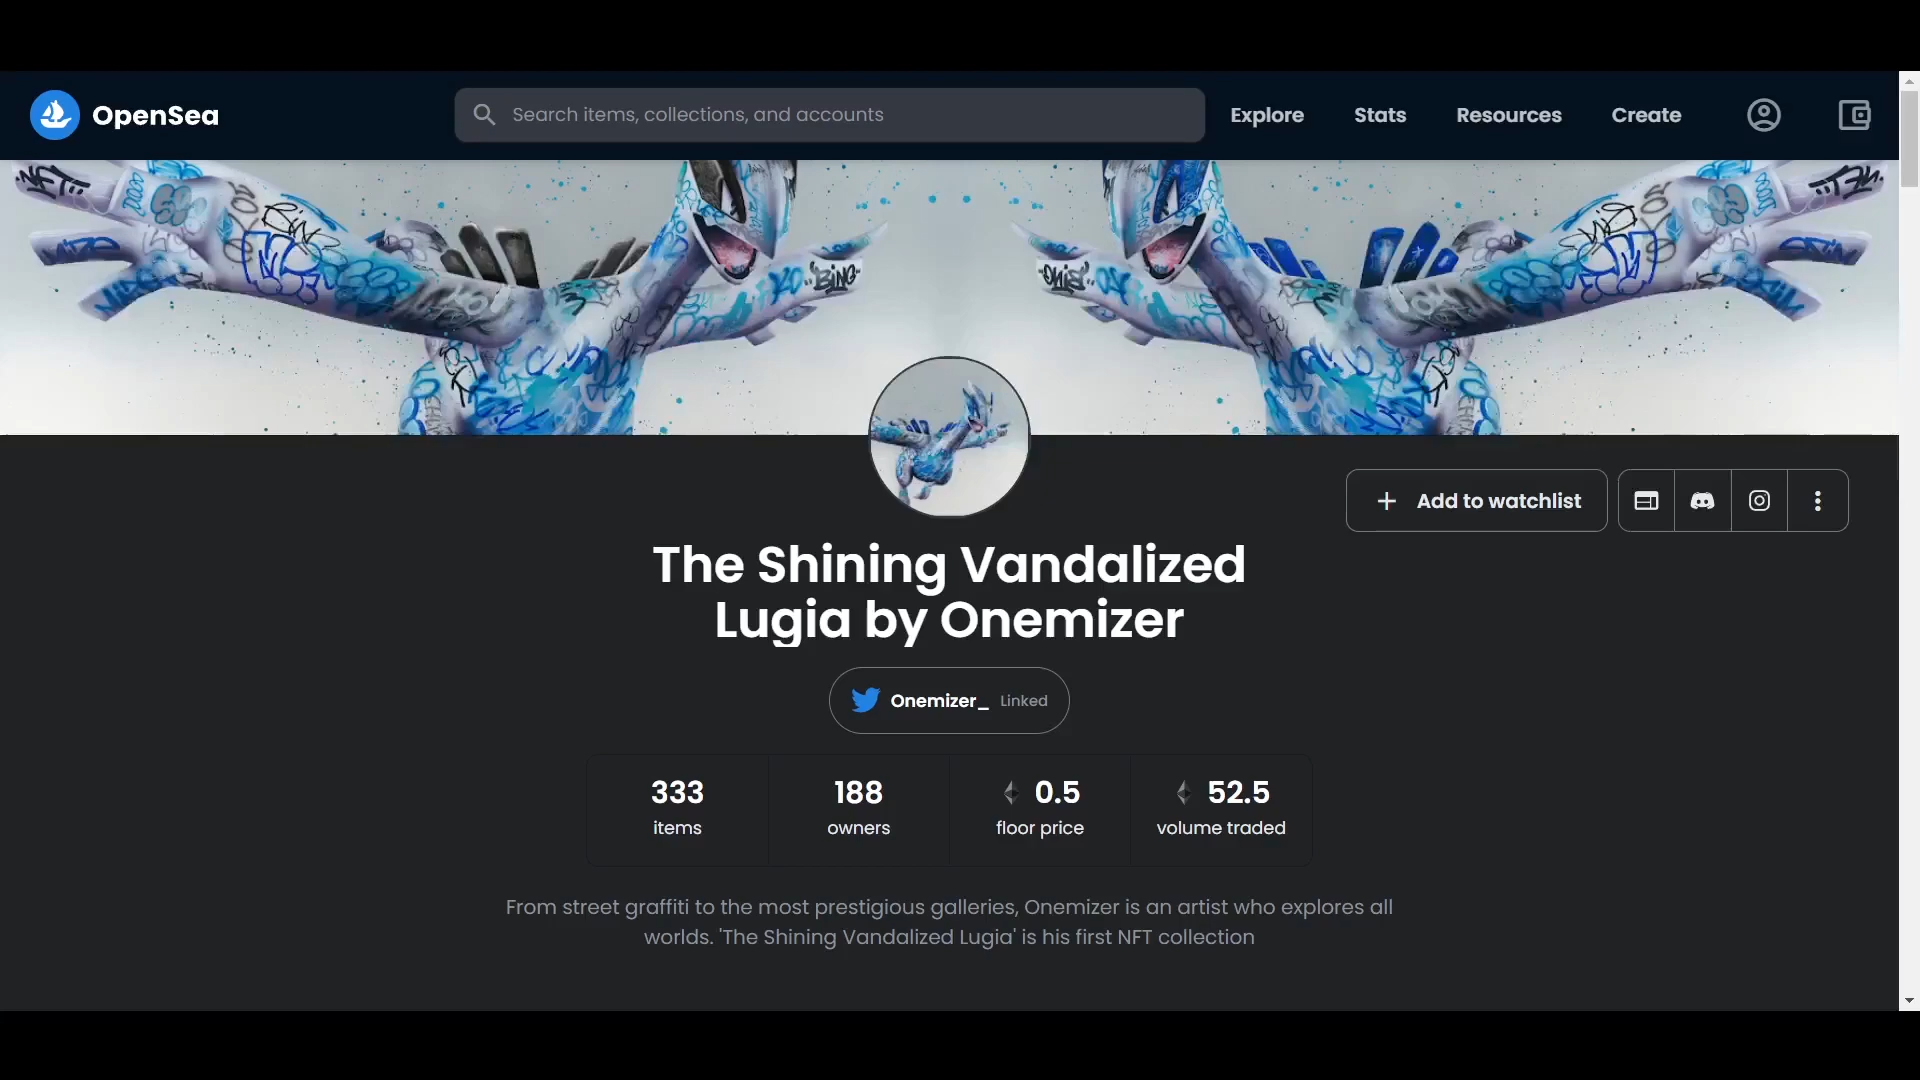 OpenSea
Search items, collections, and accounts
Explore
Stats
Resources
Create
NFT
BiNG
Add to watchlist
The Shining Vandalized
Lugia by Onemizer
Onemizer_ Linked
333
items
188
owners
0.5
floor price
52.5
volume traded
From street graffiti to the most prestigious galleries, Onemizer is an artist who explores all
worlds. 'The Shining Vandalized Lugia' is his first NFT collection